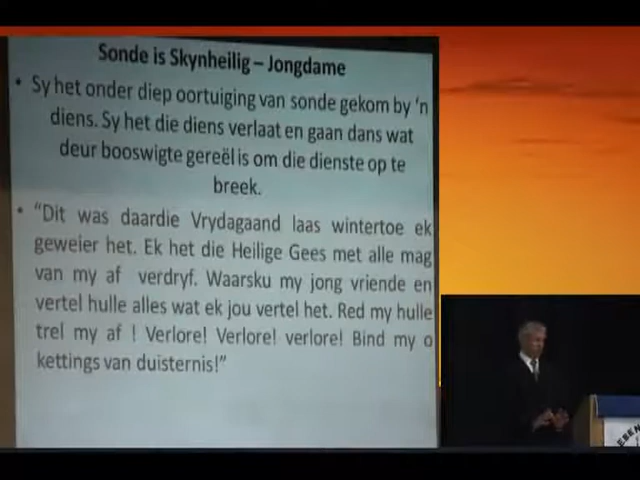 Sonde is Skynheilig – Jongdame
• Sy het onder diep oortuiging van sonde gekom by 'n
diens. Sy het die diens verlaat en gaan dans wat
deur booswigte gereël is om die dienste op te
breek.
• "Dit was daardie Vrydagaand laas wintertoe ek
geweier het. Ek het die Heilige Gees met alle mag
van my af verdryf. Waarsku my jong vriende en
vertel hulle alles wat ek jou vertel het. Red my hulle
trel my af ! Verlore! Verlore! verlore! Bind my o
kettings van duisternis!"